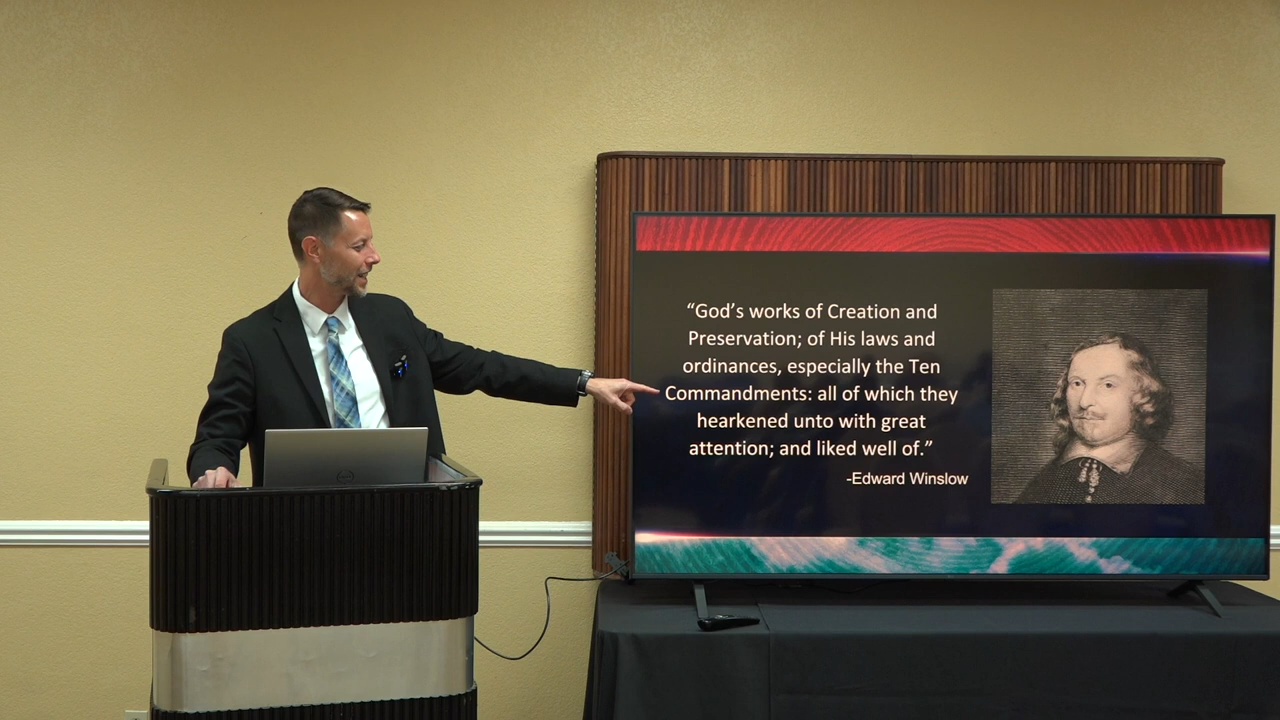 “God’s works of Creation and
Preservation; of His laws and
ordinances, especially the Ten
Commandments: all of which they
hearkened unto with great
attention; and liked well of.”
-Edward Winslow